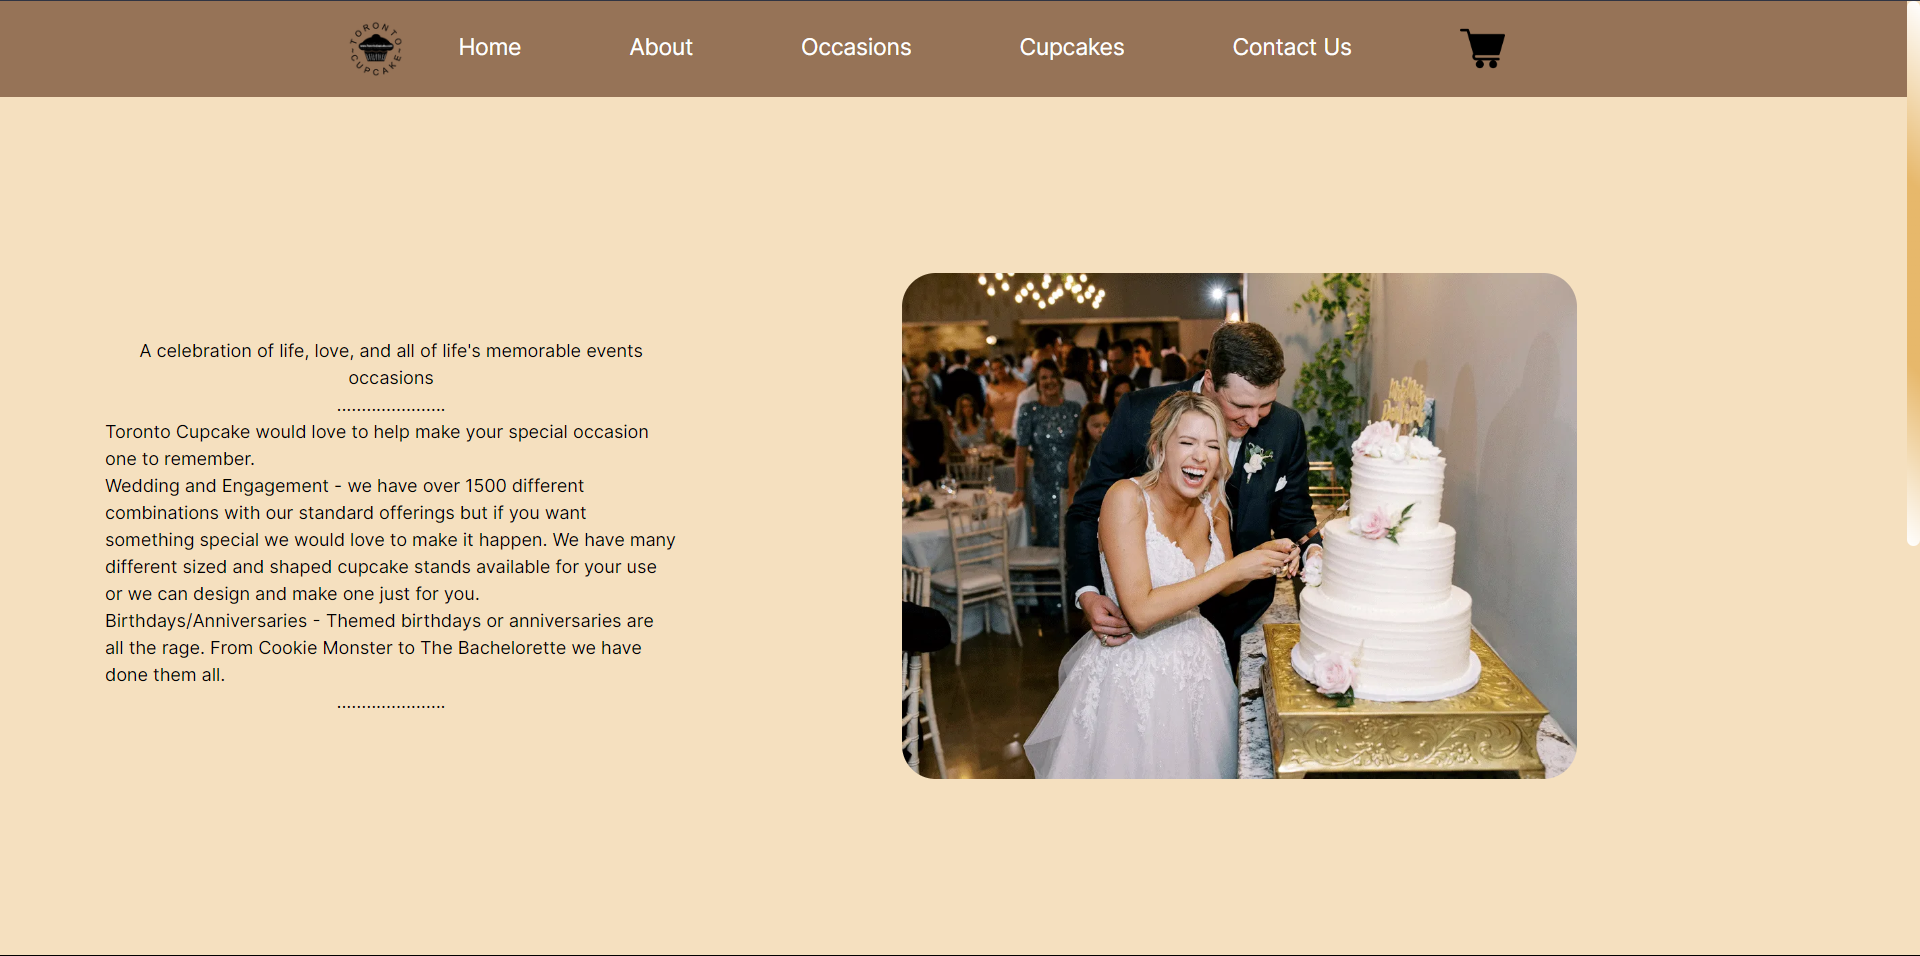 TORONTO
CUPCAKE
Home
About
Occasions
Cupcakes
Contact Us
A celebration of life, love, and all of life's memorable events
occasions
......................
Toronto Cupcake would love to help make your special occasion
one to remember.
Wedding and Engagement - we have over 1500 different
combinations with our standard offerings but if you want
something special we would love to make it happen. We have many
different sized and shaped cupcake stands available for your use
or we can design and make one just for you.
Birthdays/Anniversaries - Themed birthdays or anniversaries are
all the rage. From Cookie Monster to The Bachelorette we have
done them all.
......................